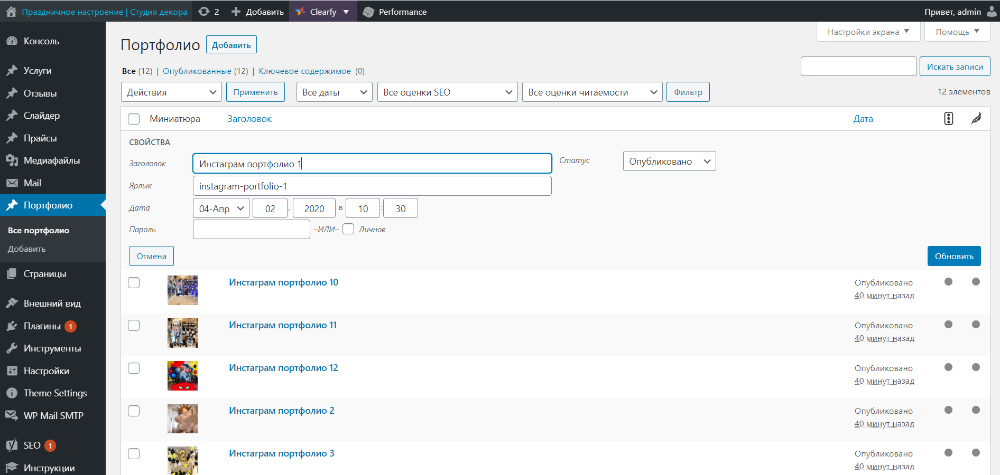 Праздничное настроение | Студия декора 2 Добавить Clearfy Performance Привет, admin
Консоль
Услуги
Отзывы
Слайдер
Прайсы
Медиафайлы
Mail
Портфолио
Все портфолио
Добавить
Страницы
Внешний вид
Плагины 1
Инструменты
Настройки
Theme Settings
WP Mail SMTP
SEO 1
Инструкции
Настройки экрана Помощь
Портфолио Добавить
Все (12) | Опубликованные (12) | Ключевое содержимое (0)
Искать записи
Действия Применить Все даты Все оценки SEO Все оценки читаемости Фильтр 12 элементов
Миниатюра Заголовок Дата
СВОЙСТВА
Заголовок Инстаграм портфолио 1 Статус Опубликовано
Ярлык instagram-portfolio-1
Дата 04-Апр 02 , 2020 в 10 : 30
Пароль –ИЛИ– Личное
Отмена Обновить
Инстаграм портфолио 10 Опубликовано
40 минут назад
Инстаграм портфолио 11 Опубликовано
40 минут назад
Инстаграм портфолио 12 Опубликовано
40 минут назад
Инстаграм портфолио 2 Опубликовано
40 минут назад
Инстаграм портфолио 3 Опубликовано
40 минут назад